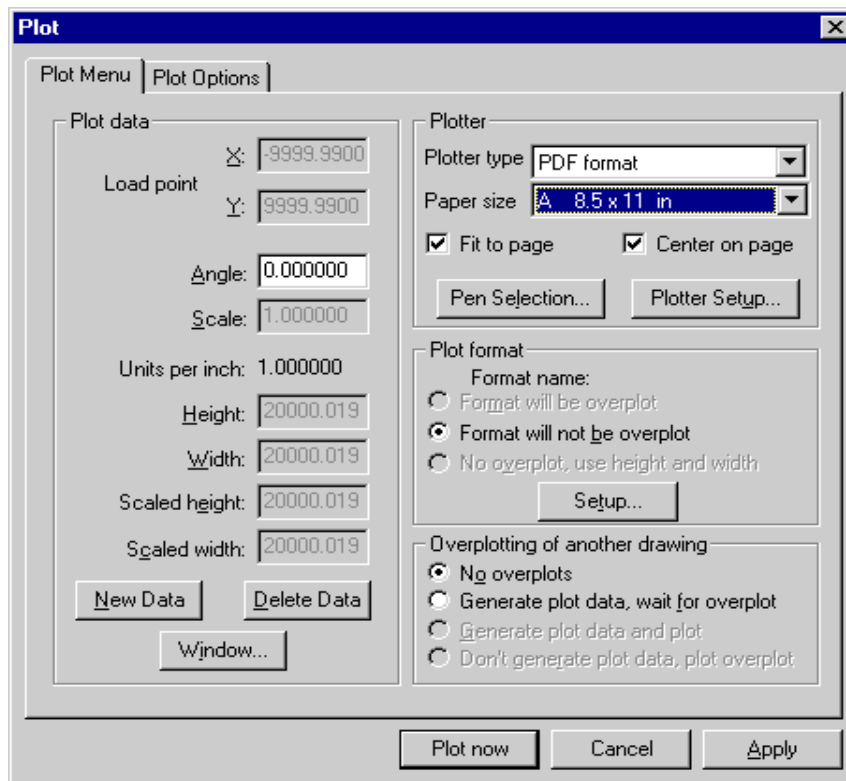 Plot
Plot Menu
Plot Options
Plot data
Load point
X: -9999.9900
Y: 9999.9900
Angle: 0.000000
Scale: 1.000000
Units per inch: 1.000000
Height: 20000.019
Width: 20000.019
Scaled height: 20000.019
Scaled width: 20000.019
New Data
Delete Data
Window...
Plotter
Plotter type PDF format
Paper size A 8.5 x 11 in
Fit to page
Center on page
Pen Selection...
Plotter Setup...
Plot format
Format name:
Format will be overplot
Format will not be overplot
No overplot, use height and width
Setup...
Overplotting of another drawing
No overplots
Generate plot data, wait for overplot
Generate plot data and plot
Don't generate plot data, plot overplot
Plot now
Cancel
Apply